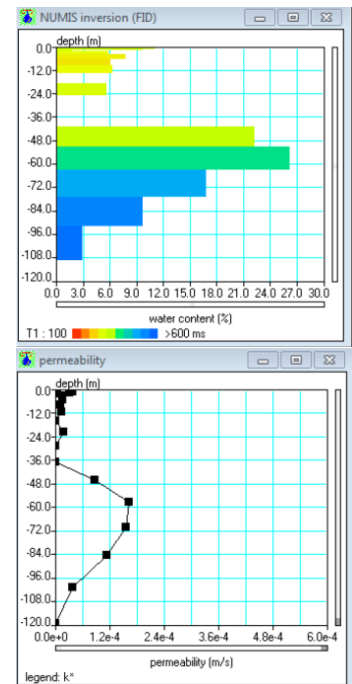 NUMIS inversion (FID)
depth (m)
0.0
-12.0
-24.0
-36.0
-48.0
-60.0
-72.0
-84.0
-96.0
-108.0
-120.0
0.0 3.0 6.0 9.0 12.0 15.0 18.0 21.0 24.0 27.0 30.0
water content (%)
T1 : 100 >600 ms
permeability
depth (m)
0.0
-12.0
-24.0
-36.0
-48.0
-60.0
-72.0
-84.0
-96.0
-108.0
-120.0
0.0e+0 1.2e-4 2.4e-4 3.6e-4 4.8e-4 6.0e-4
permeability (m/s)
legend: k*